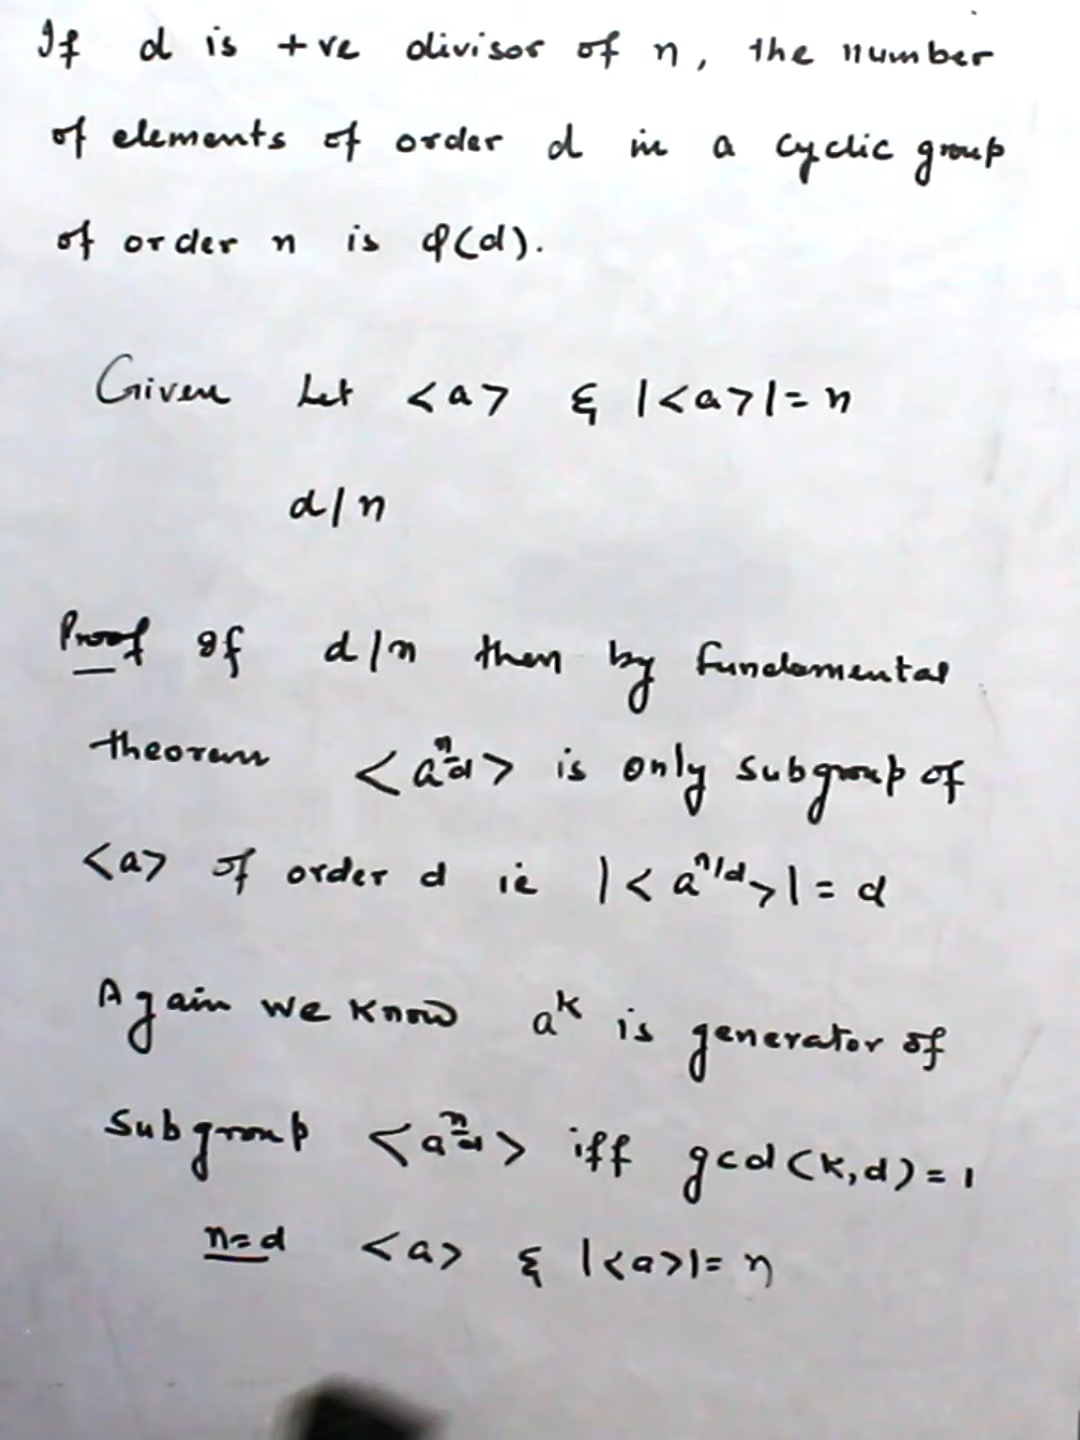 If d is +ve divisor of n, the number
of elements of order d in a cyclic group
of order n is φ(d).
Given Let <a> & |<a>|= n
d/n
Proof If d/n then by fundamental
theorem <a^{n/d}> is only subgroup of
<a> of order d ie |<a^{n/d}>| = d
Again we know a^k is generator of
subgroup <a^{n/d}> iff gcd(k,d)=1
n=d <a> & |<a>|= n